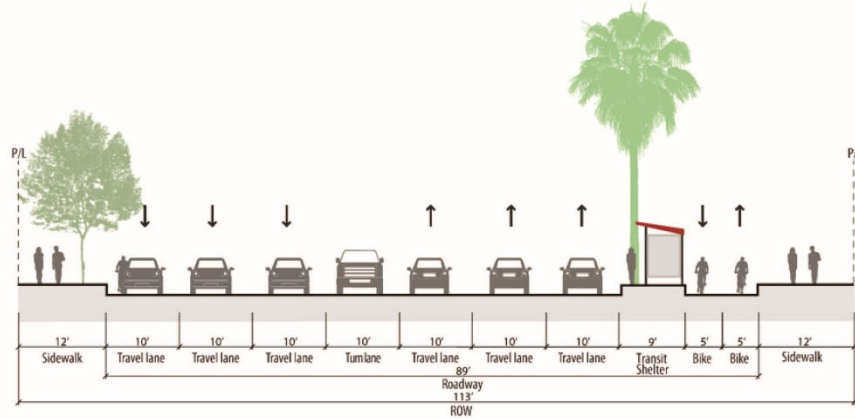 P/L
P/L
12' 10' 10' 10' 10' 10' 10' 10' 9' 5' 5' 12'
Sidewalk Travel lane Travel lane Travel lane Turnlane Travel lane Travel lane Travel lane Transit Shelter Bike Bike Sidewalk
89'
Roadway
113'
ROW